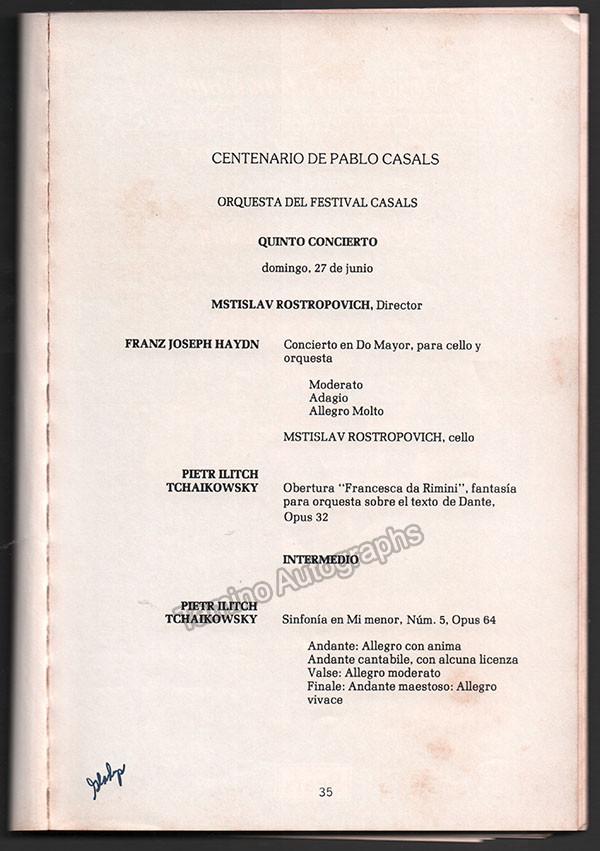 CENTENARIO DE PABLO CASALS
ORQUESTA DEL FESTIVAL CASALS
QUINTO CONCIERTO
domingo, 27 de junio
MSTISLAV ROSTROPOVICH, Director
FRANZ JOSEPH HAYDN Concierto en Do Mayor, para cello y
orquesta
Moderato
Adagio
Allegro Molto
MSTISLAV ROSTROPOVICH, cello
PIETR ILITCH
TCHAIKOWSKY Obertura "Francesca da Rimini", fantasía
para orquesta sobre el texto de Dante,
Opus 32
INTERMEDIO
Tamino Autographs
PIETR ILITCH
TCHAIKOWSKY Sinfonía en Mi menor, Núm. 5, Opus 64
Andante: Allegro con anima
Andante cantabile, con alcuna licenza
Valse: Allegro moderato
Finale: Andante maestoso: Allegro
vivace
35